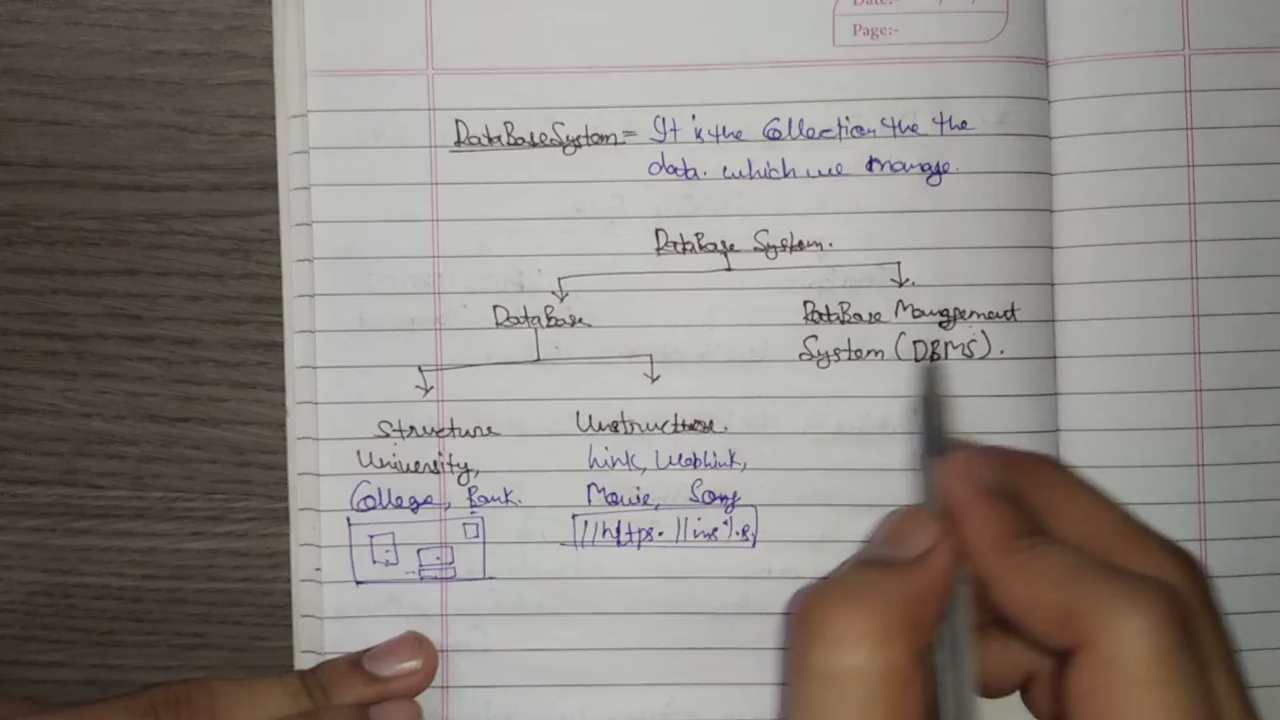 Date:-
Page:-
DataBaseSystem = It is the Collection the the
data. which we manage.
DataBase System.
DataBase
DataBase Management
System (DBMS).
Structure
Unstructure.
University,
link, Weblink,
College, Bank.
Movie, Song